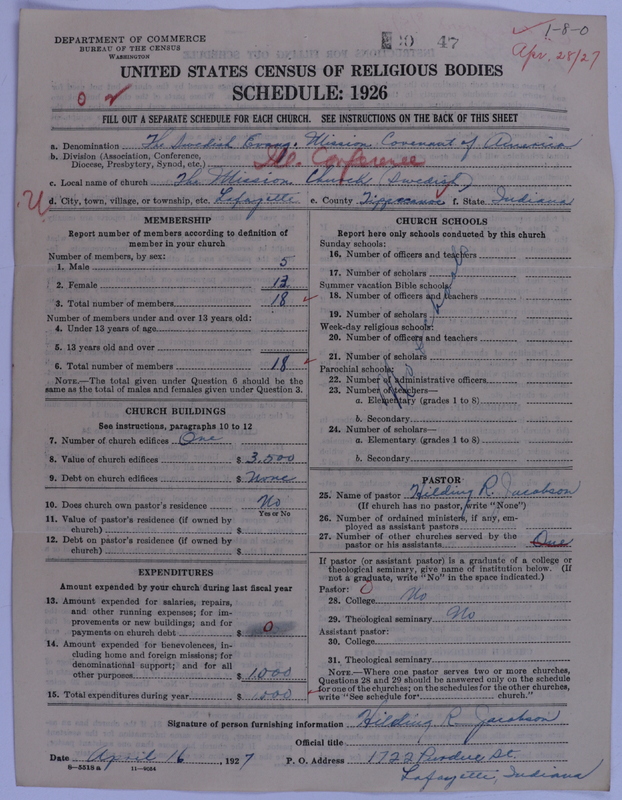 DEPARTMENT OF COMMERCE
BUREAU OF THE CENSUS
WASHINGTON
47
1-8-0
Apr. 28/27
UNITED STATES CENSUS OF RELIGIOUS BODIES
SCHEDULE: 1926
FILL OUT A SEPARATE SCHEDULE FOR EACH CHURCH. SEE INSTRUCTIONS ON THE BACK OF THIS SHEET
a. Denomination The Swedish Evang. Mission Covenant of America
b. Division (Association, Conference, Diocese, Presbytery, Synod, etc.) Ill. Conference
c. Local name of church The Mission Church (Swedish)
d. City, town, village, or township, etc. Lafayette e. County Tippecanoe f. State Indiana
MEMBERSHIP
Report number of members according to definition of
member in your church
Number of members, by sex:
1. Male 5
2. Female 13
3. Total number of members 18
Number of members under and over 13 years old:
4. Under 13 years of age
5. 13 years old and over
6. Total number of members 18
NOTE.—The total given under Question 6 should be the
same as the total of males and females given under Question 3.
CHURCH BUILDINGS
See instructions, paragraphs 10 to 12
7. Number of church edifices One
8. Value of church edifices $ 3,500
9. Debt on church edifices $ None
10. Does church own pastor's residence No
Yes or No
11. Value of pastor's residence (if owned by
church) $
12. Debt on pastor's residence (if owned by
church) $
EXPENDITURES
Amount expended by your church during last fiscal year
13. Amount expended for salaries, repairs,
and other running expenses; for im-
provements or new buildings; and for
payments on church debt $ 0
14. Amount expended for benevolences, in-
cluding home and foreign missions; for
denominational support; and for all
other purposes $ 1000
15. Total expenditures during year $ 1000
CHURCH SCHOOLS
Report here only schools conducted by this church
Sunday schools:
16. Number of officers and teachers
17. Number of scholars
Summer vacation Bible schools:
18. Number of officers and teachers
19. Number of scholars
Week-day religious schools:
20. Number of officers and teachers
21. Number of scholars
Parochial schools:
22. Number of administrative officers
23. Number of teachers—
a. Elementary (grades 1 to 8)
b. Secondary
24. Number of scholars—
a. Elementary (grades 1 to 8)
b. Secondary
PASTOR
25. Name of pastor Hilding R. Jacobson
(If church has no pastor, write "None")
26. Number of ordained ministers, if any, em-
ployed as assistant pastors
27. Number of other churches served by the
pastor or his assistants One
If pastor (or assistant pastor) is a graduate of a college or
theological seminary, give name of institution below. (If
not a graduate, write "No" in the space indicated.)
Pastor:
28. College No
29. Theological seminary No
Assistant pastor:
30. College
31. Theological seminary
NOTE.—Where one pastor serves two or more churches,
Questions 28 and 29 should be answered only on the schedule
for one of the churches; on the schedules for the other churches,
write "See schedule for church."
Signature of person furnishing information Hilding R. Jacobson
Official title
Date April 16, 1927 P. O. Address 1722 Purdue St.
Lafayette, Indiana
8-5518 a 11-9054